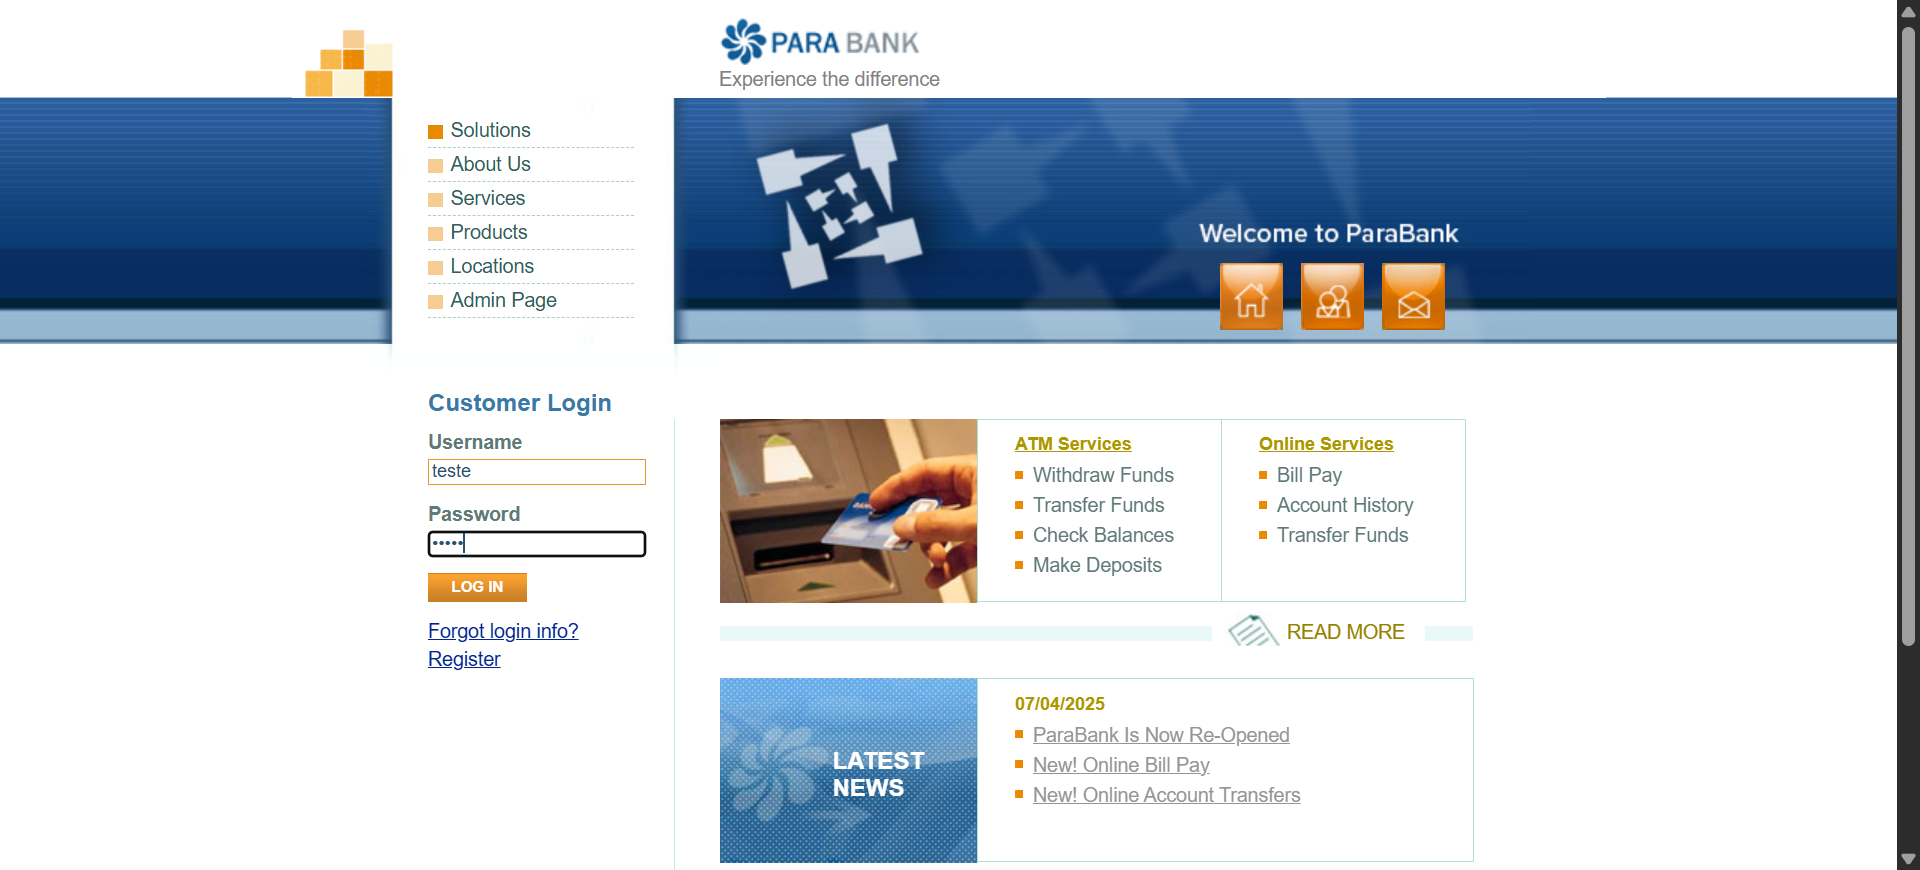 PARA BANK
Experience the difference
Solutions
About Us
Services
Products
Locations
Admin Page
Welcome to ParaBank
Customer Login
Username
teste
Password
•••••
LOG IN
Forgot login info?
Register
ATM Services
Withdraw Funds
Transfer Funds
Check Balances
Make Deposits
Online Services
Bill Pay
Account History
Transfer Funds
READ MORE
LATEST
NEWS
07/04/2025
ParaBank Is Now Re-Opened
New! Online Bill Pay
New! Online Account Transfers